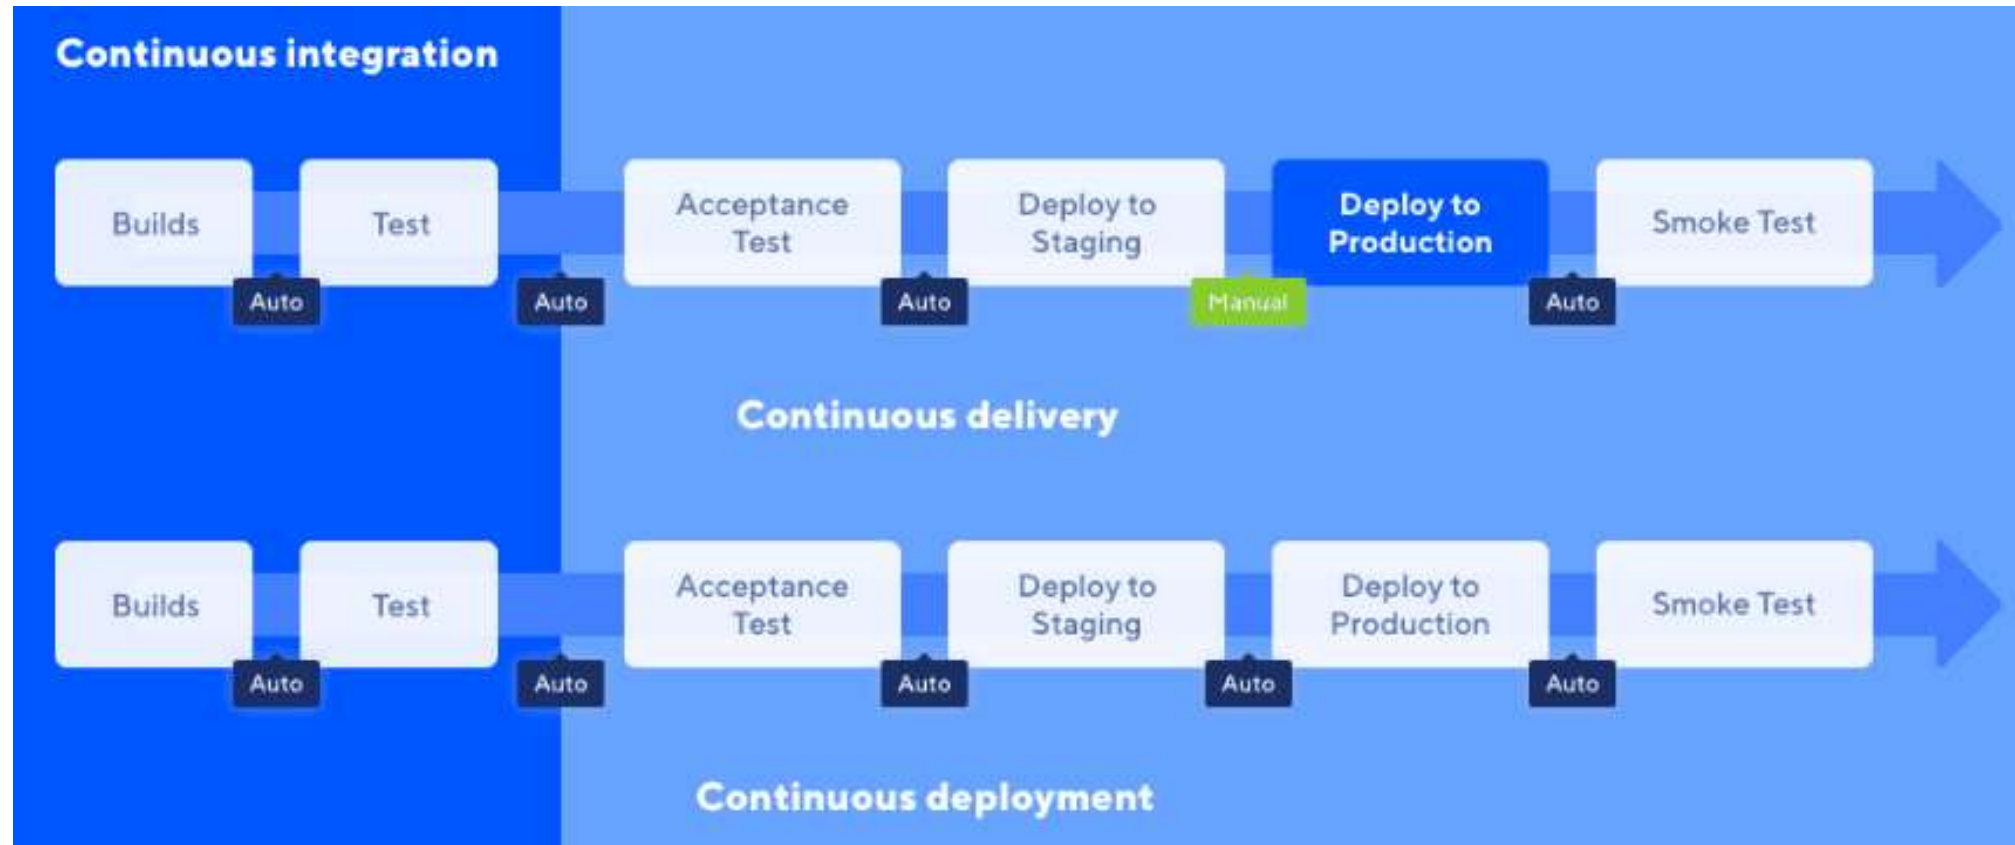 Continuous integration
Builds
Test
Acceptance
Test
Deploy to
Staging
Deploy to
Production
Smoke Test
Auto
Auto
Auto
Manual
Auto
Continuous delivery
Builds
Test
Acceptance
Test
Deploy to
Staging
Deploy to
Production
Smoke Test
Auto
Auto
Auto
Auto
Auto
Continuous deployment